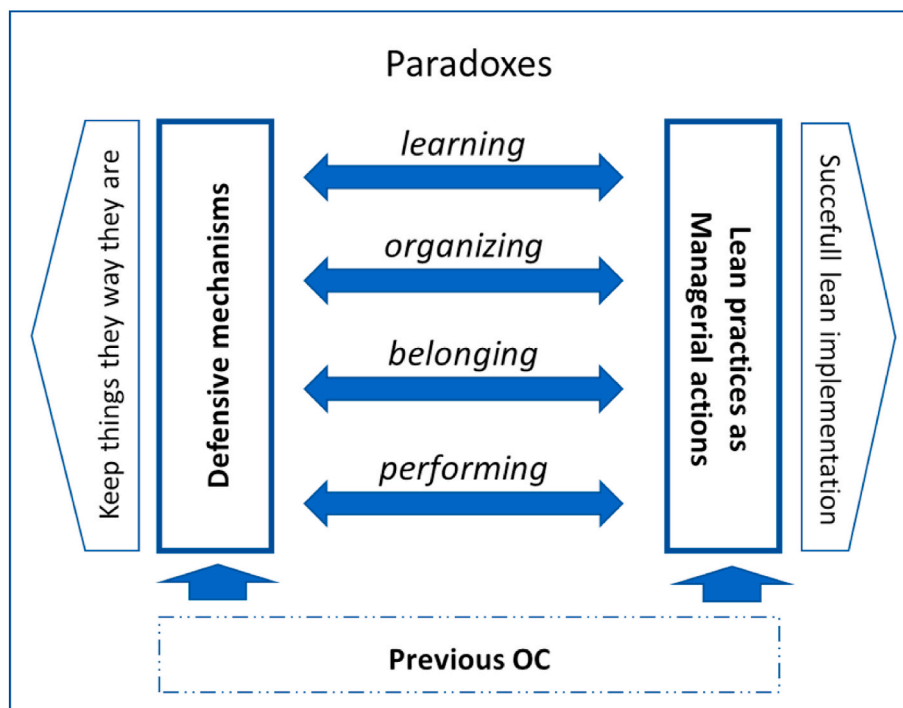 Paradoxes
Keep things they way they are
Defensive mechanisms
learning
organizing
belonging
performing
Lean practices as
Managerial actions
Succefull lean implementation
Previous OC